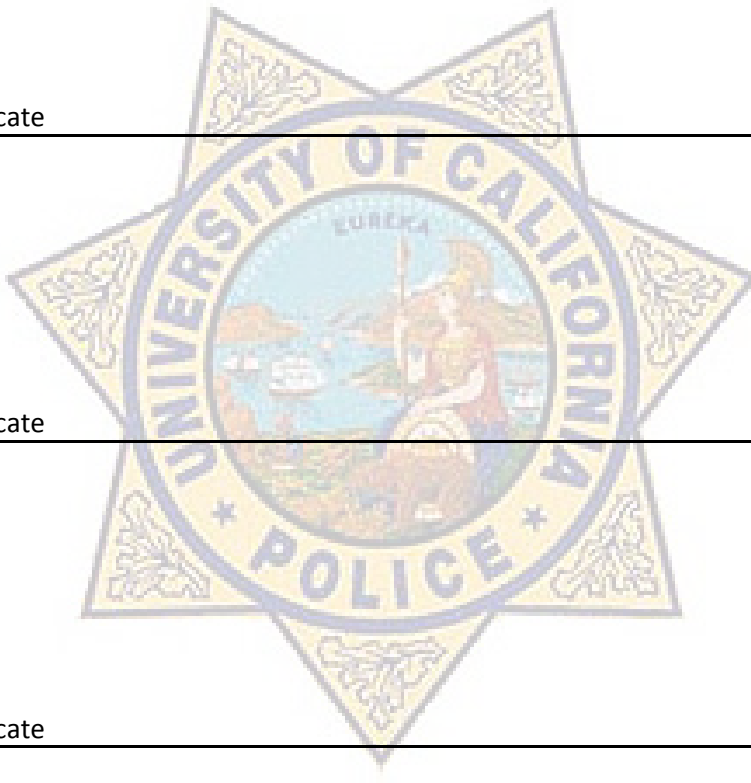 cate
UNIVERSITY OF CALIFORNIA
EUREKA
cate
* POLICE *
cate